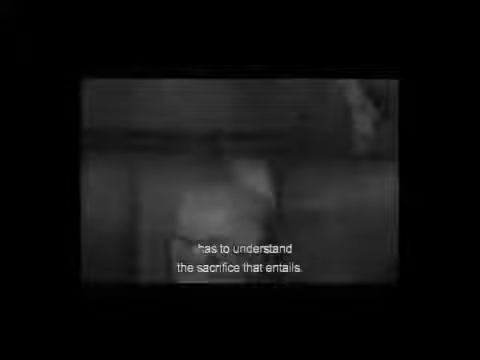 has to understand
the sacrifice that entails.